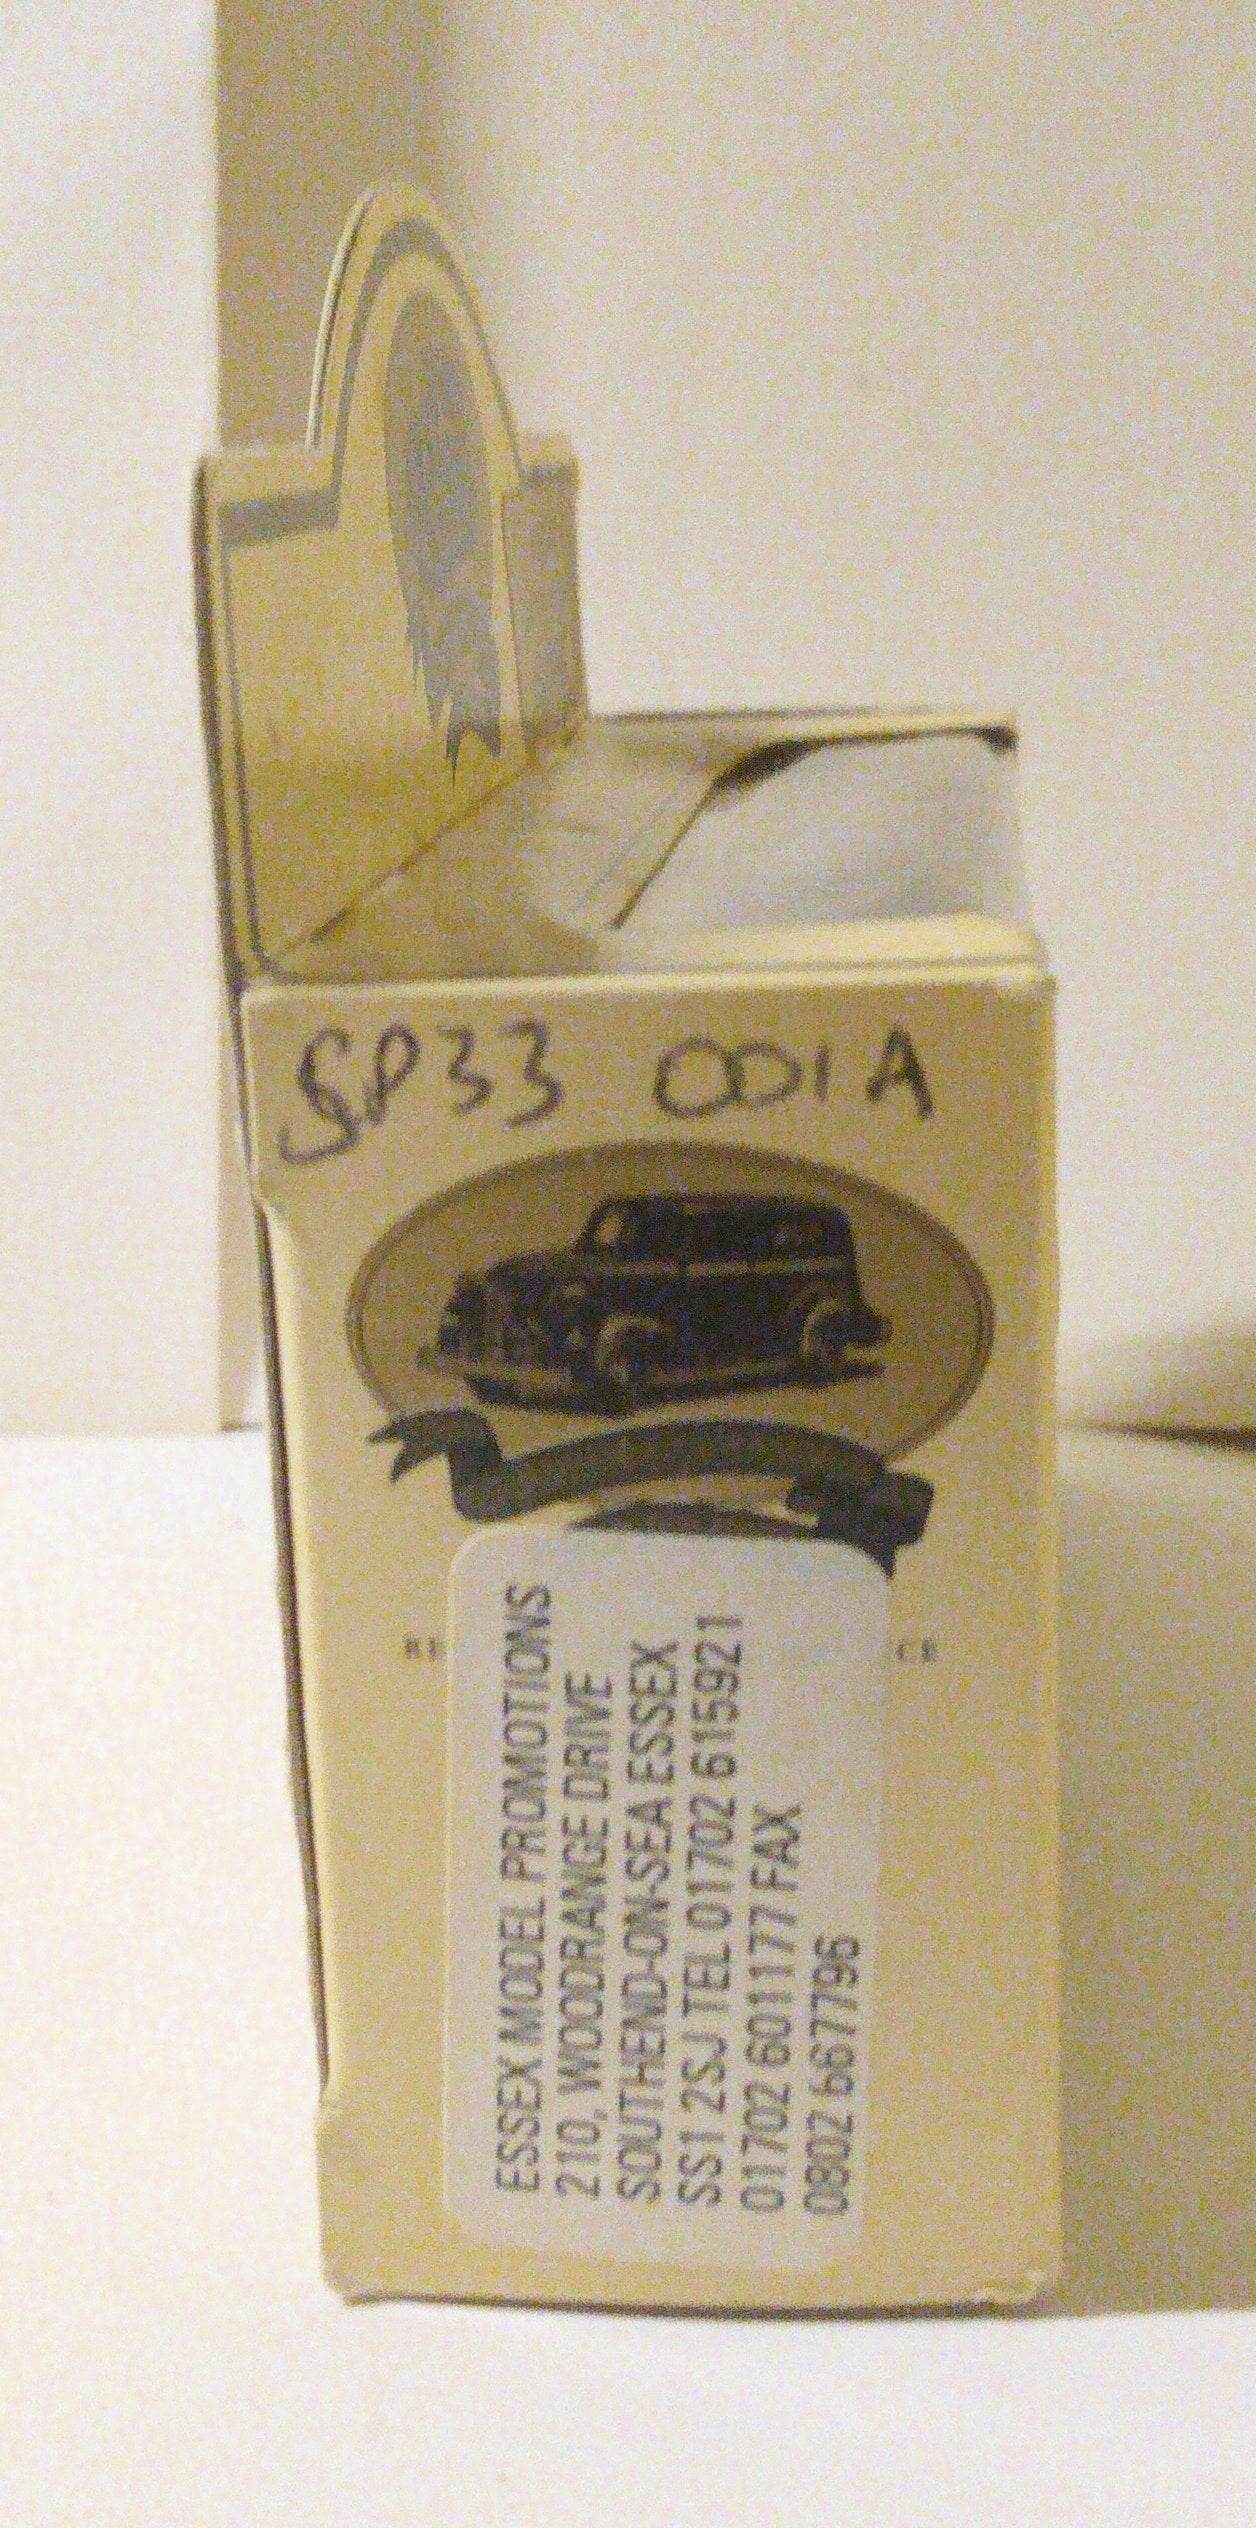 SP33 001A
ESSEX MODEL PROMOTIONS
210, WOODRANGE DRIVE
SOUTHEND-ON-SEA ESSEX
SS1 2SJ TEL 01702 615921
01702 601177 FAX
0802 667796